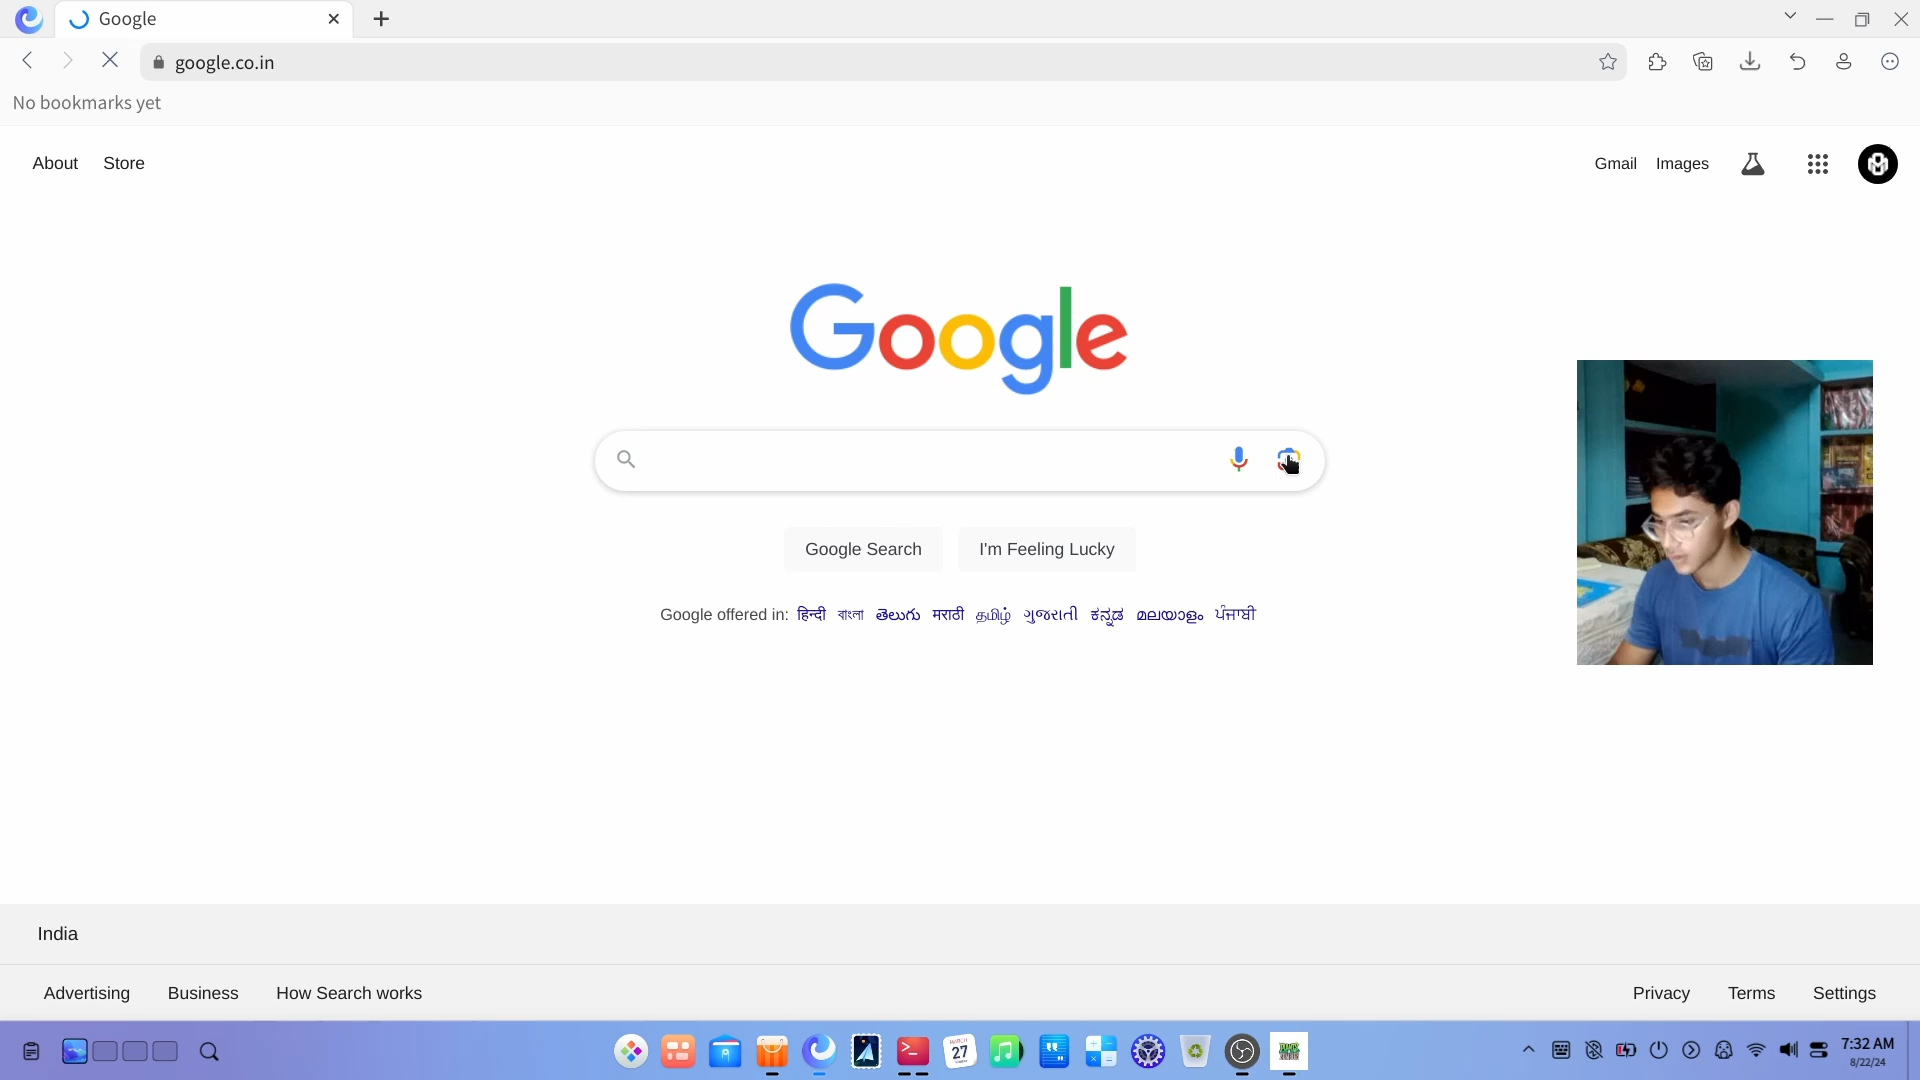 Google
google.co.in
No bookmarks yet
About Store
Gmail Images
Google
Google Search
I'm Feeling Lucky
Google offered in: हिन्दी বাংলা తెలుగు मराठी தமிழ் ગુજરાતી ಕನ್ನಡ മലയാളം ਪੰਜਾਬੀ
India
Advertising Business How Search works
Privacy Terms Settings
27
7:32 AM
8/22/24